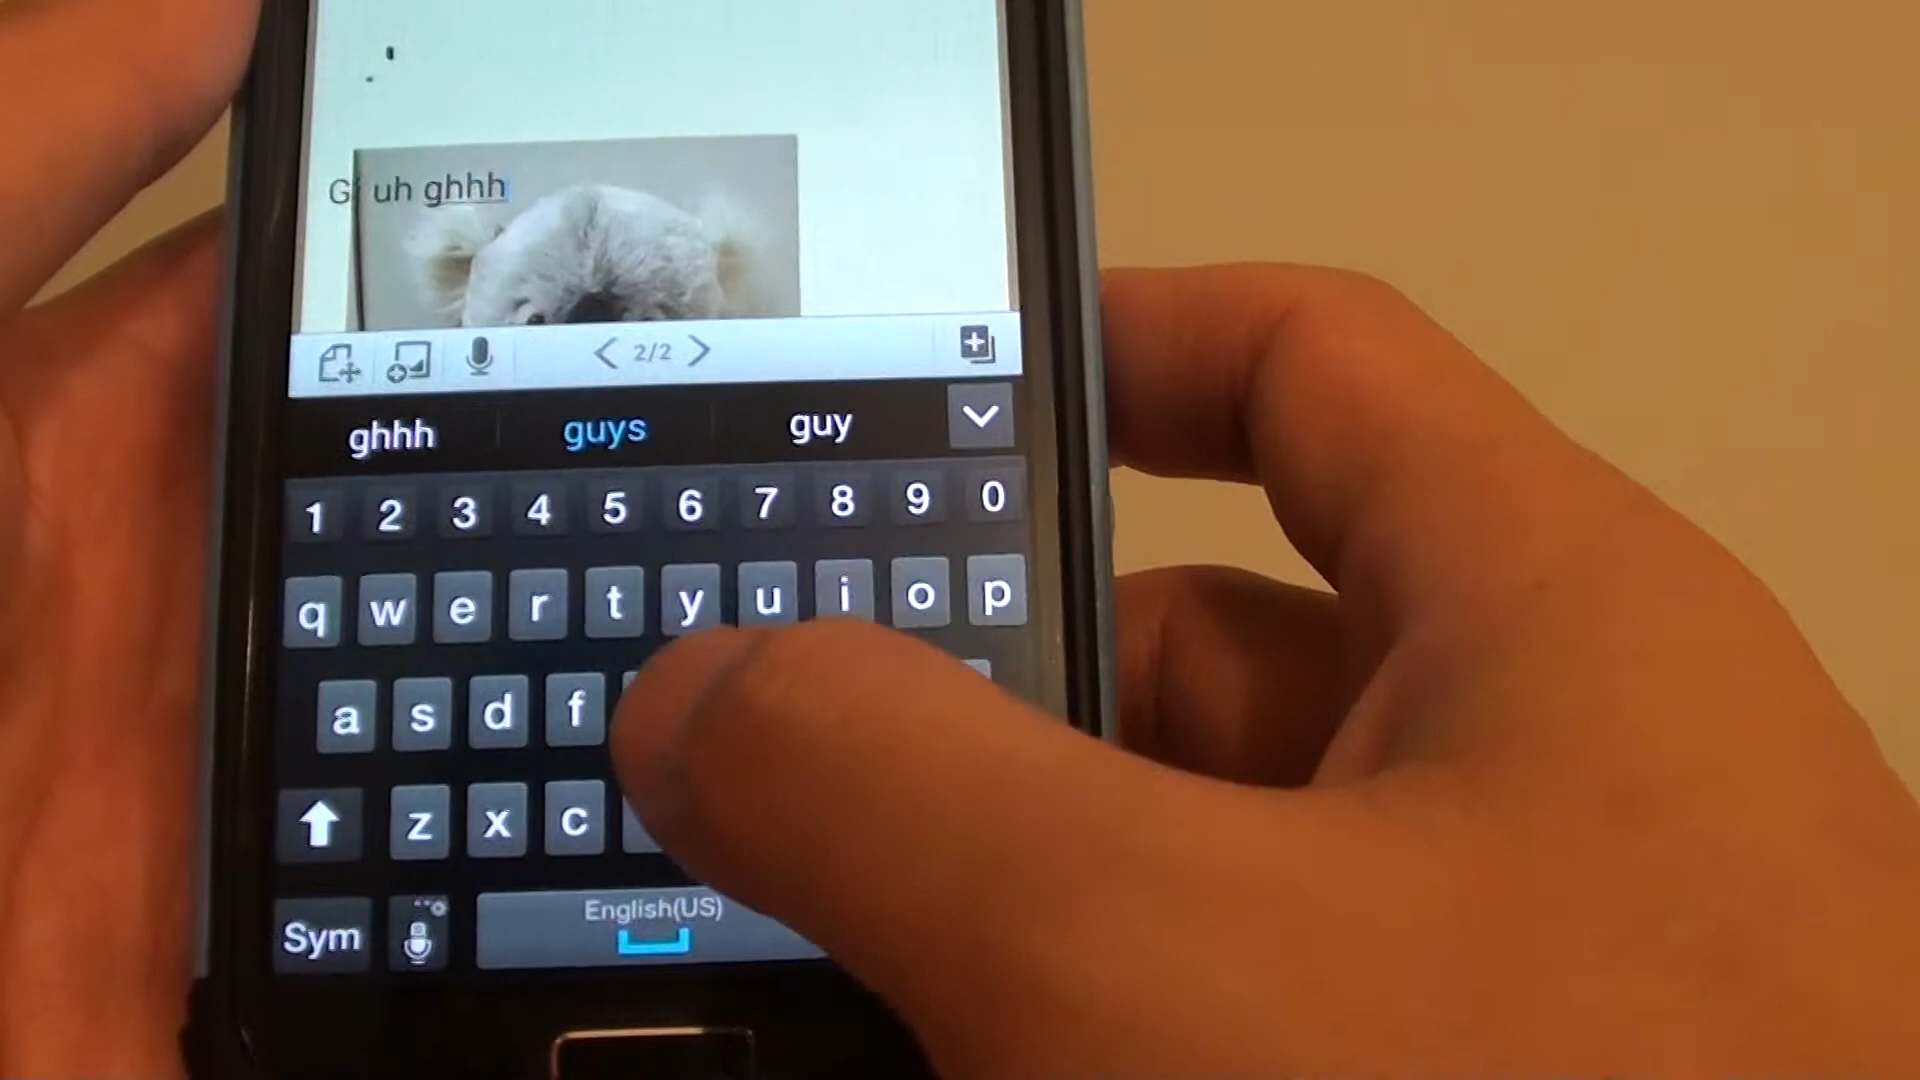 Gi uh ghhh
2/2
ghhh guys guy
1 2 3 4 5 6 7 8 9 0
q w e r t y u i o p
a s d f
z x c
Sym English(US)